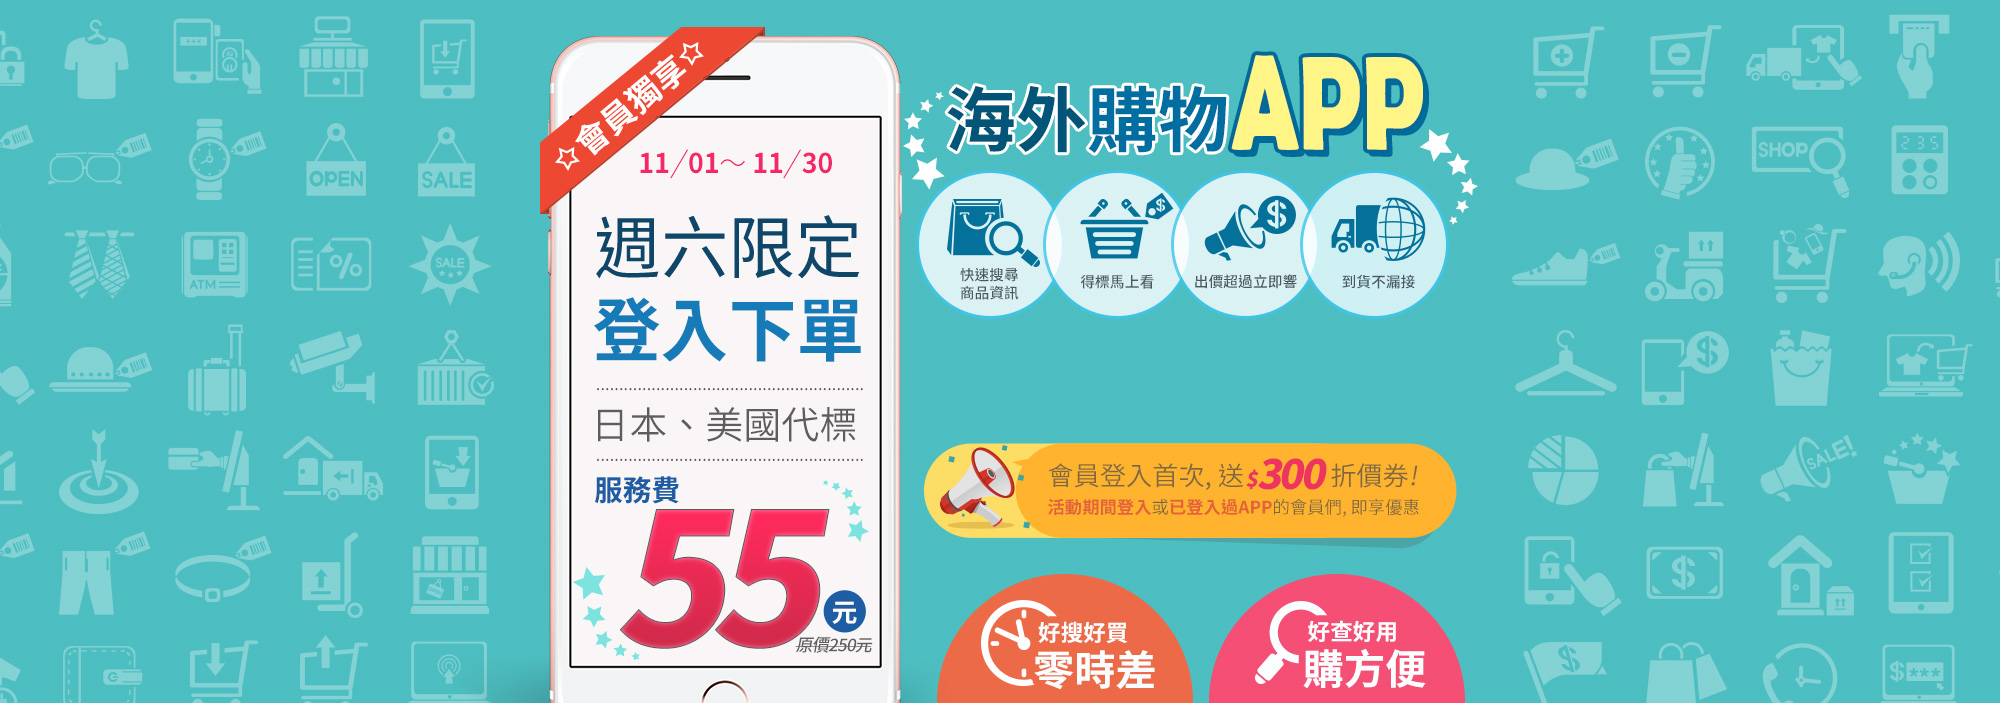 ☆會員獨享☆
11/01～11/30
週六限定
登入下單
日本、美國代標
服務費
55元
原價250元
海外購物APP
快速搜尋
商品資訊
得標馬上看
出價超過立即響
到貨不漏接
會員登入首次, 送$300折價券!
活動期間登入或已登入過APP的會員們, 即享優惠
好搜好買
零時差
好查好用
購方便
OPEN
SALE
ATM
SALE
SHOP
235
SALE!